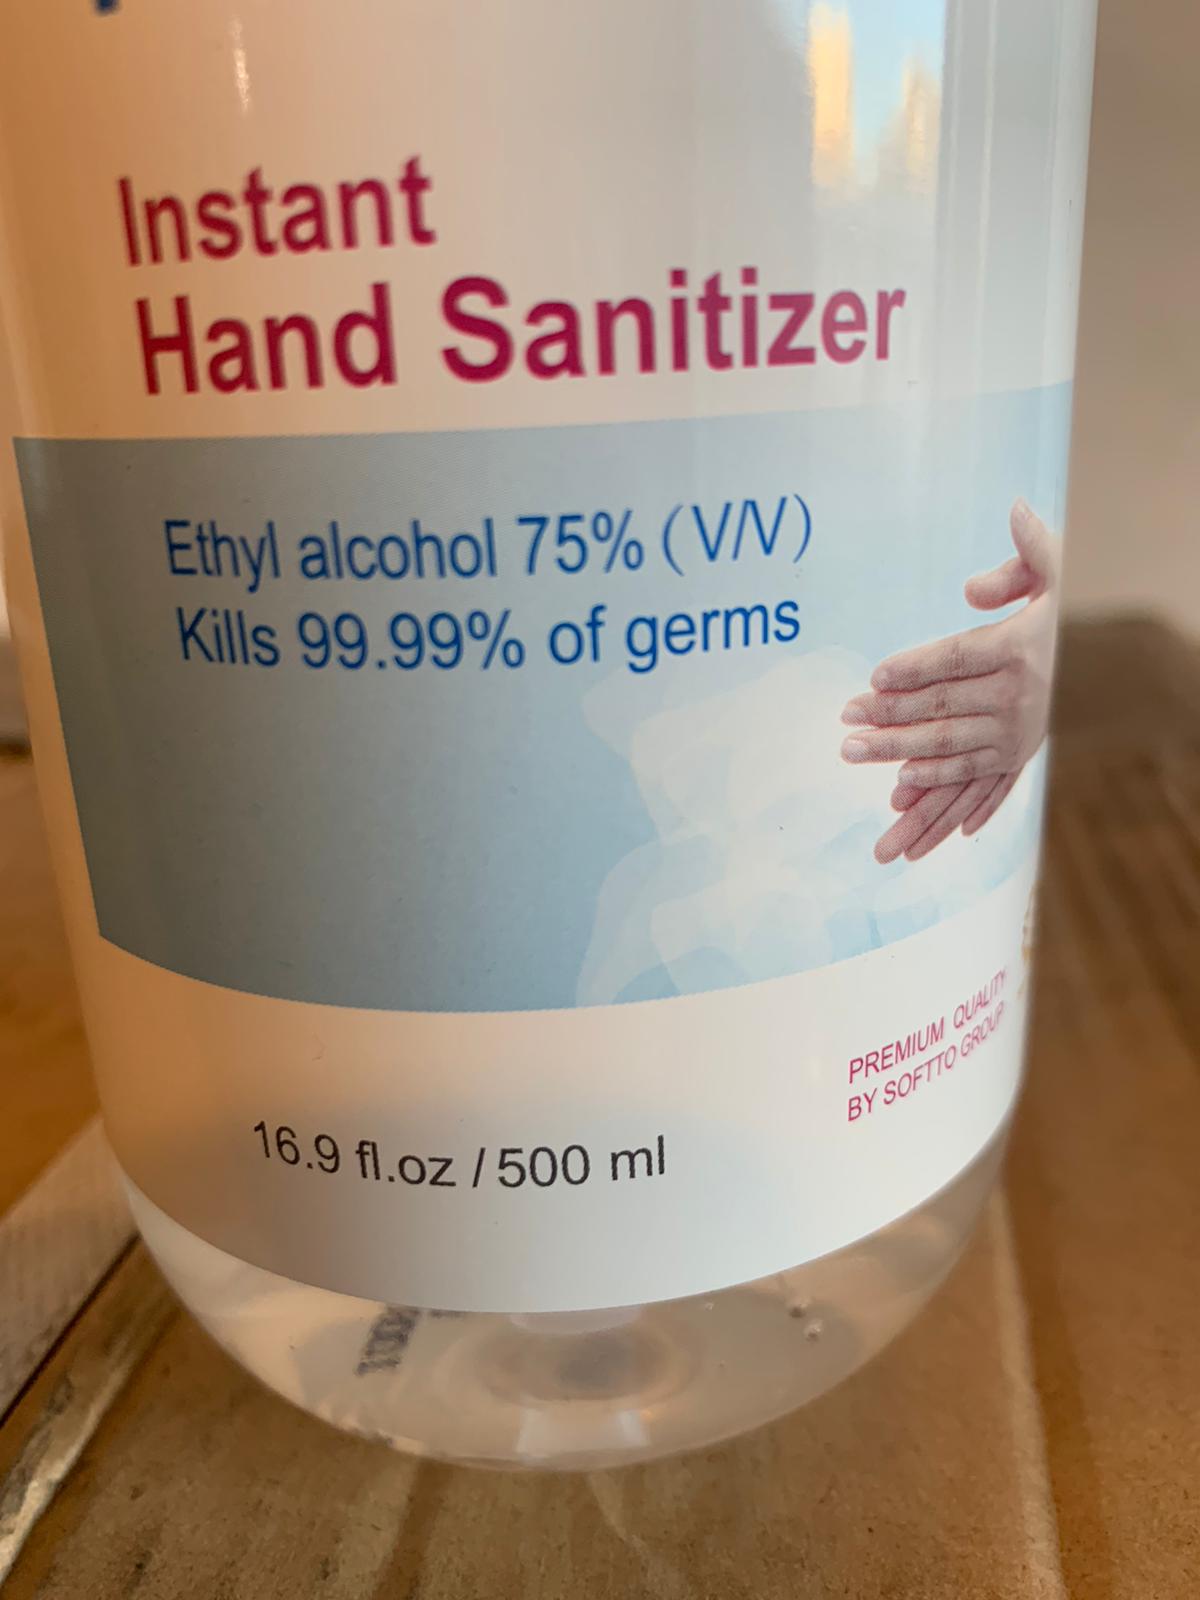 Instant
Hand Sanitizer
Ethyl alcohol 75% (V/V)
Kills 99.99% of germs
PREMIUM QUALITY
BY SOFTTO GROUP
16.9 fl.oz / 500 ml